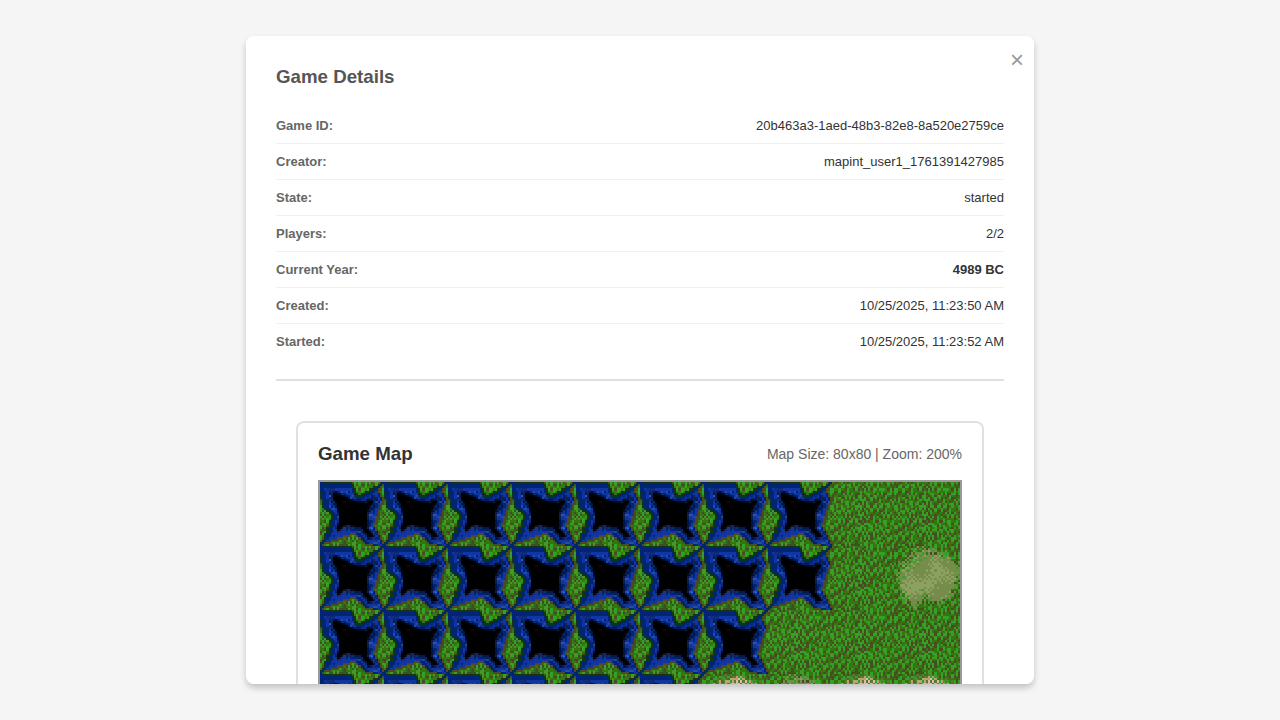 ×
Game Details
Game ID: 20b463a3-1aed-48b3-82e8-8a520e2759ce
Creator: mapint_user1_1761391427985
State: started
Players: 2/2
Current Year: 4989 BC
Created: 10/25/2025, 11:23:50 AM
Started: 10/25/2025, 11:23:52 AM
Game Map Map Size: 80x80 | Zoom: 200%